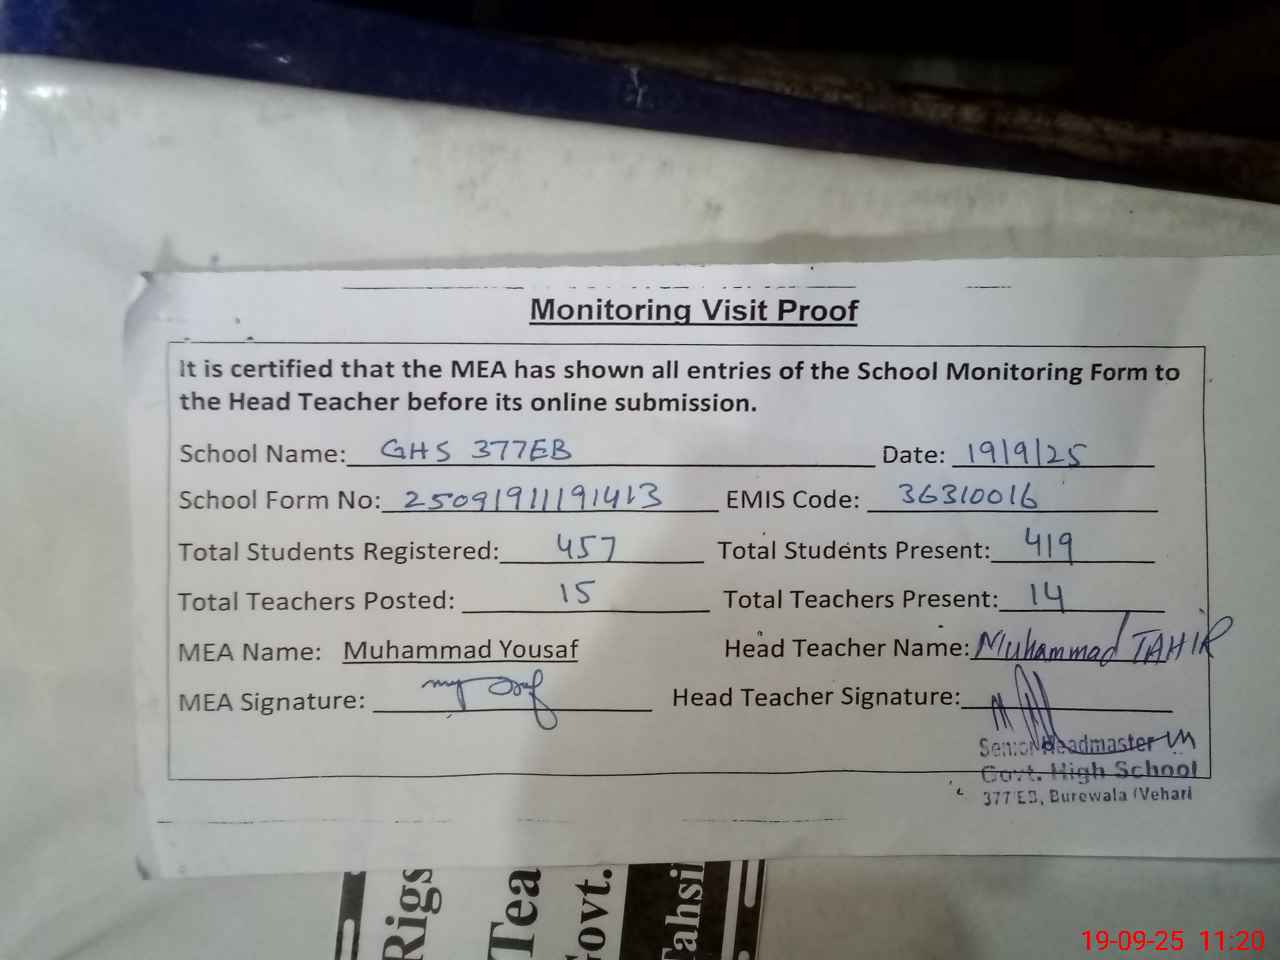 Monitoring Visit Proof
It is certified that the MEA has shown all entries of the School Monitoring Form to
the Head Teacher before its online submission.
School Name: GHS 377EB Date: 19/9/25
School Form No: 25091911191413 EMIS Code: 36310016
Total Students Registered: 457 Total Students Present: 419
Total Teachers Posted: 15 Total Teachers Present: 14
MEA Name: Muhammad Yousaf Head Teacher Name: Muhammad TAHIR
MEA Signature: Head Teacher Signature:
Senior Headmaster
Govt. High School
377 EB, Burewala (Vehari
Rigs
Tea
Govt.
Tahsil
19-09-25 11:20